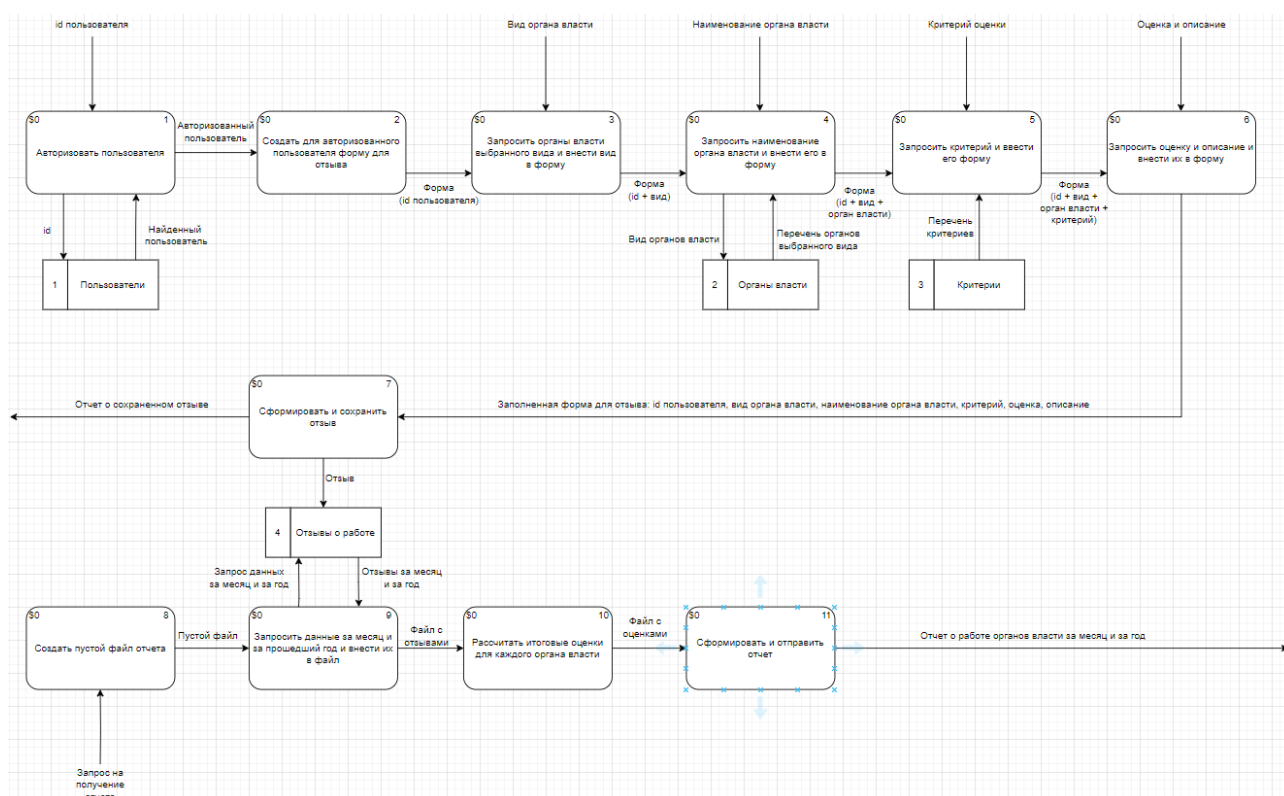 id пользователя
Вид органа власти
Наименование органа власти
Критерий оценки
Оценка и описание
$0
1
Авторизовать пользователя
Авторизованный
пользователь
$0
2
Создать для авторизованного
пользователя форму для
отзыва
Форма
(id пользователя)
$0
3
Запросить органы власти
выбранного вида и внести вид
в форму
Форма
(id + вид)
$0
4
Запросить наименование
органа власти и внести его в
форму
Форма
(id + вид +
орган власти)
$0
5
Запросить критерий и ввести
его форму
Форма
(id + вид +
орган власти +
критерий)
$0
6
Запросить оценку и описание и
внести их в форму
id
Найденный
пользователь
Вид органов власти
Перечень органов
выбранного вида
Перечень
критериев
1
Пользователи
2
Органы власти
3
Критерии
Отчет о сохраненном отзыве
$0
7
Сформировать и сохранить
отзыв
Заполненная форма для отзыва: id пользователя, вид органа власти, наименование органа власти, критерий, оценка, описание
Отзыв
4
Отзывы о работе
Запрос данных
за месяц и за год
Отзывы за месяц
и за год
$0
8
Создать пустой файл отчета
Пустой файл
$0
9
Запросить данные за месяц и
за прошедший год и внести их
в файл
Файл с
отзывами
$0
10
Рассчитать итоговые оценки
для каждого органа власти
Файл с
оценками
$0
11
Сформировать и отправить
отчет
Отчет о работе органов власти за месяц и за год
Запрос на
получение